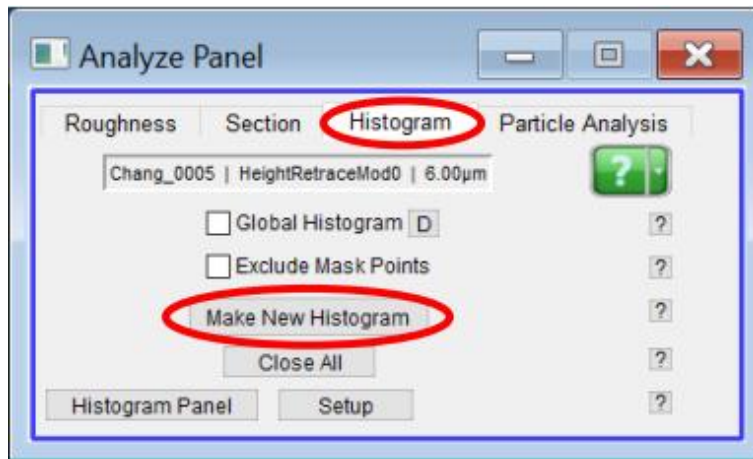 Analyze Panel
Roughness Section Histogram Particle Analysis
Chang_0005 | HeightRetraceMod0 | 6.00µm ?
Global Histogram D ?
Exclude Mask Points ?
Make New Histogram ?
Close All ?
Histogram Panel Setup ?